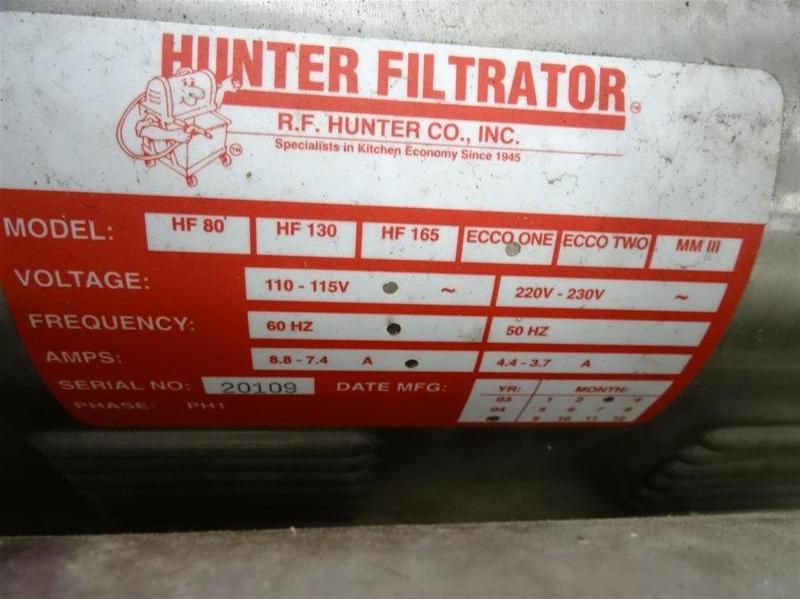 HUNTER FILTRATOR TM
R.F. HUNTER CO., INC.
Specialists in Kitchen Economy Since 1945
MODEL: HF 80 HF 130 HF 165 ECCO ONE ECCO TWO MM III
VOLTAGE: 110 - 115V ~ 220V - 230V ~
FREQUENCY: 60 HZ 50 HZ
AMPS: 8.8 - 7.4 A 4.4 - 3.7 A
SERIAL NO: 20109 DATE MFG: YR: MONTH:
03 1 2 4
PHASE: PH1 04 5 6 7 8
9 10 11 12